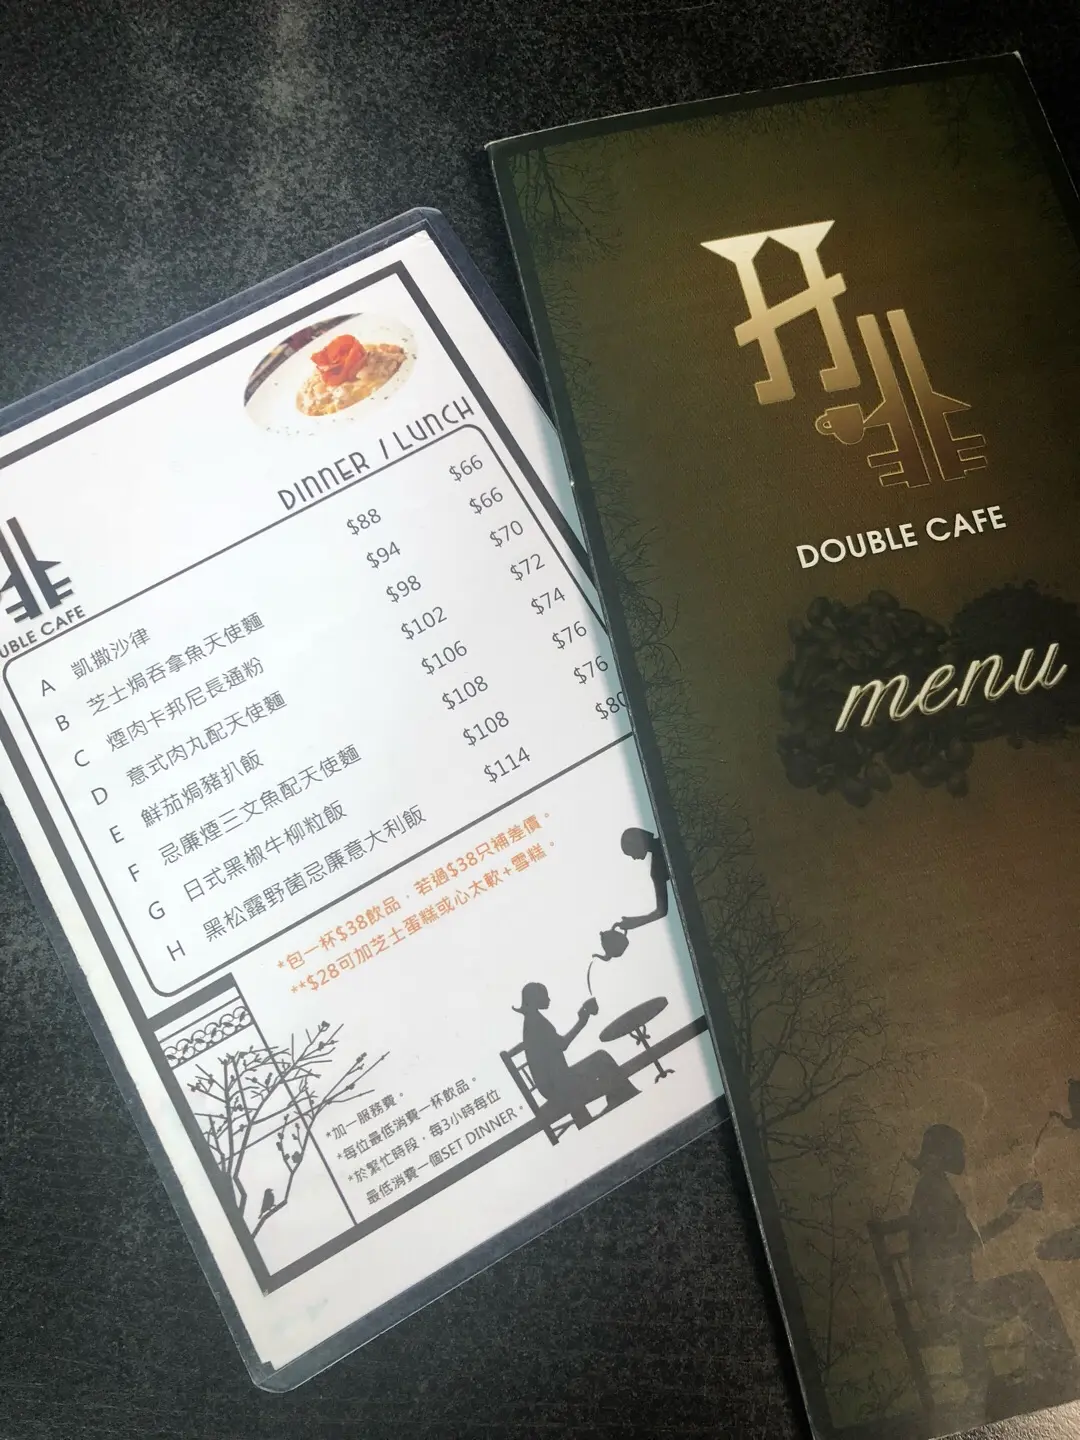 DINNER / LUNCH
UBLE CAFE
A 凱撒沙律 $88 $66
B 芝士焗吞拿魚天使麵 $94 $66
C 煙肉卡邦尼長通粉 $98 $70
D 意式肉丸配天使麵 $102 $72
E 鮮茄焗豬扒飯 $106 $74
F 忌廉煙三文魚配天使麵 $108 $76
G 日式黑椒牛柳粒飯 $108 $76
H 黑松露野菌忌廉意大利飯 $114 $80
*包一杯$38飲品，若過$38只補差價。
**$28可加芝士蛋糕或心太軟+雪糕。
*加一服務費。
*每位最低消費一杯飲品。
*於繁忙時段，每3小時每位
最低消費一個SET DINNER。
DOUBLE CAFE
menu